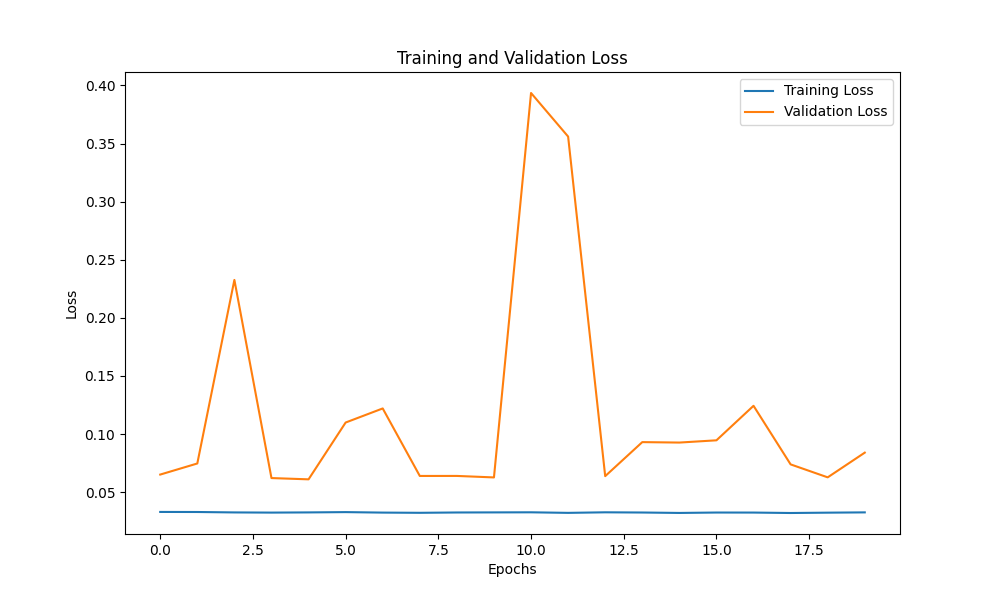 Training and Validation Loss
Training Loss
Validation Loss
0.40
0.35
0.30
0.25
0.20
0.15
0.10
0.05
Loss
0.0 2.5 5.0 7.5 10.0 12.5 15.0 17.5
Epochs